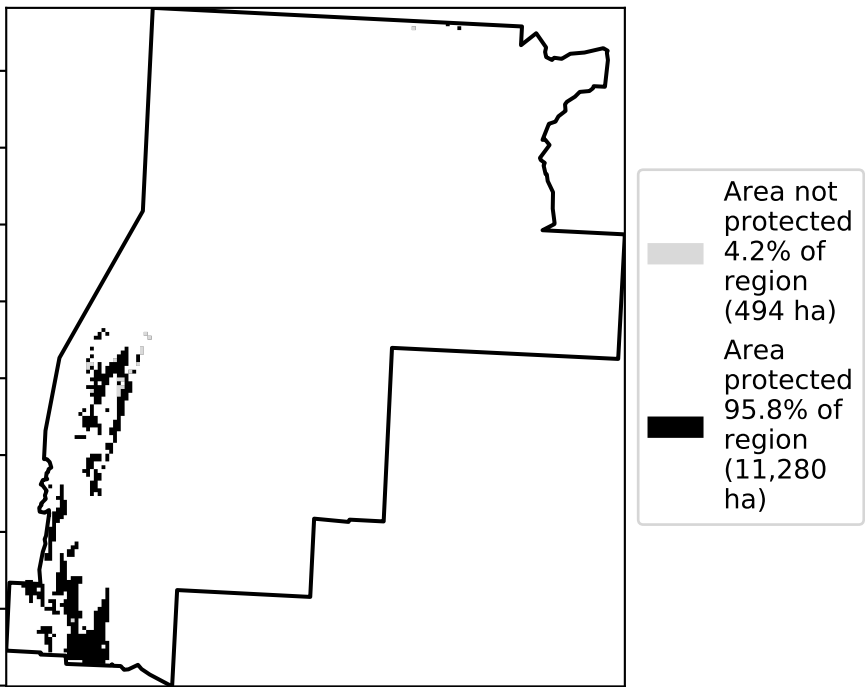 Area not
protected
4.2% of
region
(494 ha)
Area
protected
95.8% of
region
(11,280
ha)